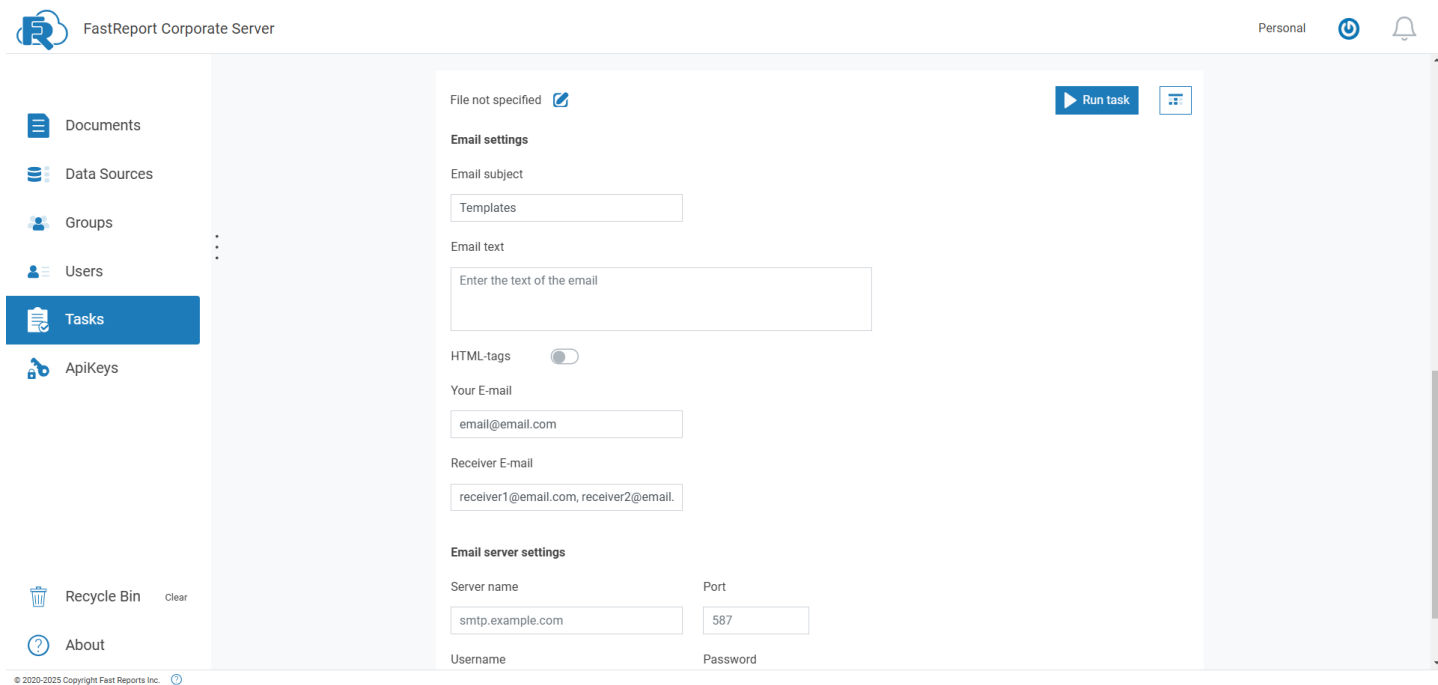 FastReport Corporate Server
Personal
Documents
Data Sources
Groups
Users
Tasks
ApiKeys
Recycle Bin Clear
About
File not specified
Run task
Email settings
Email subject
Templates
Email text
Enter the text of the email
HTML-tags
Your E-mail
email@email.com
Receiver E-mail
receiver1@email.com, receiver2@email.
Email server settings
Server name Port
smtp.example.com 587
Username Password
© 2020-2025 Copyright Fast Reports Inc. ?